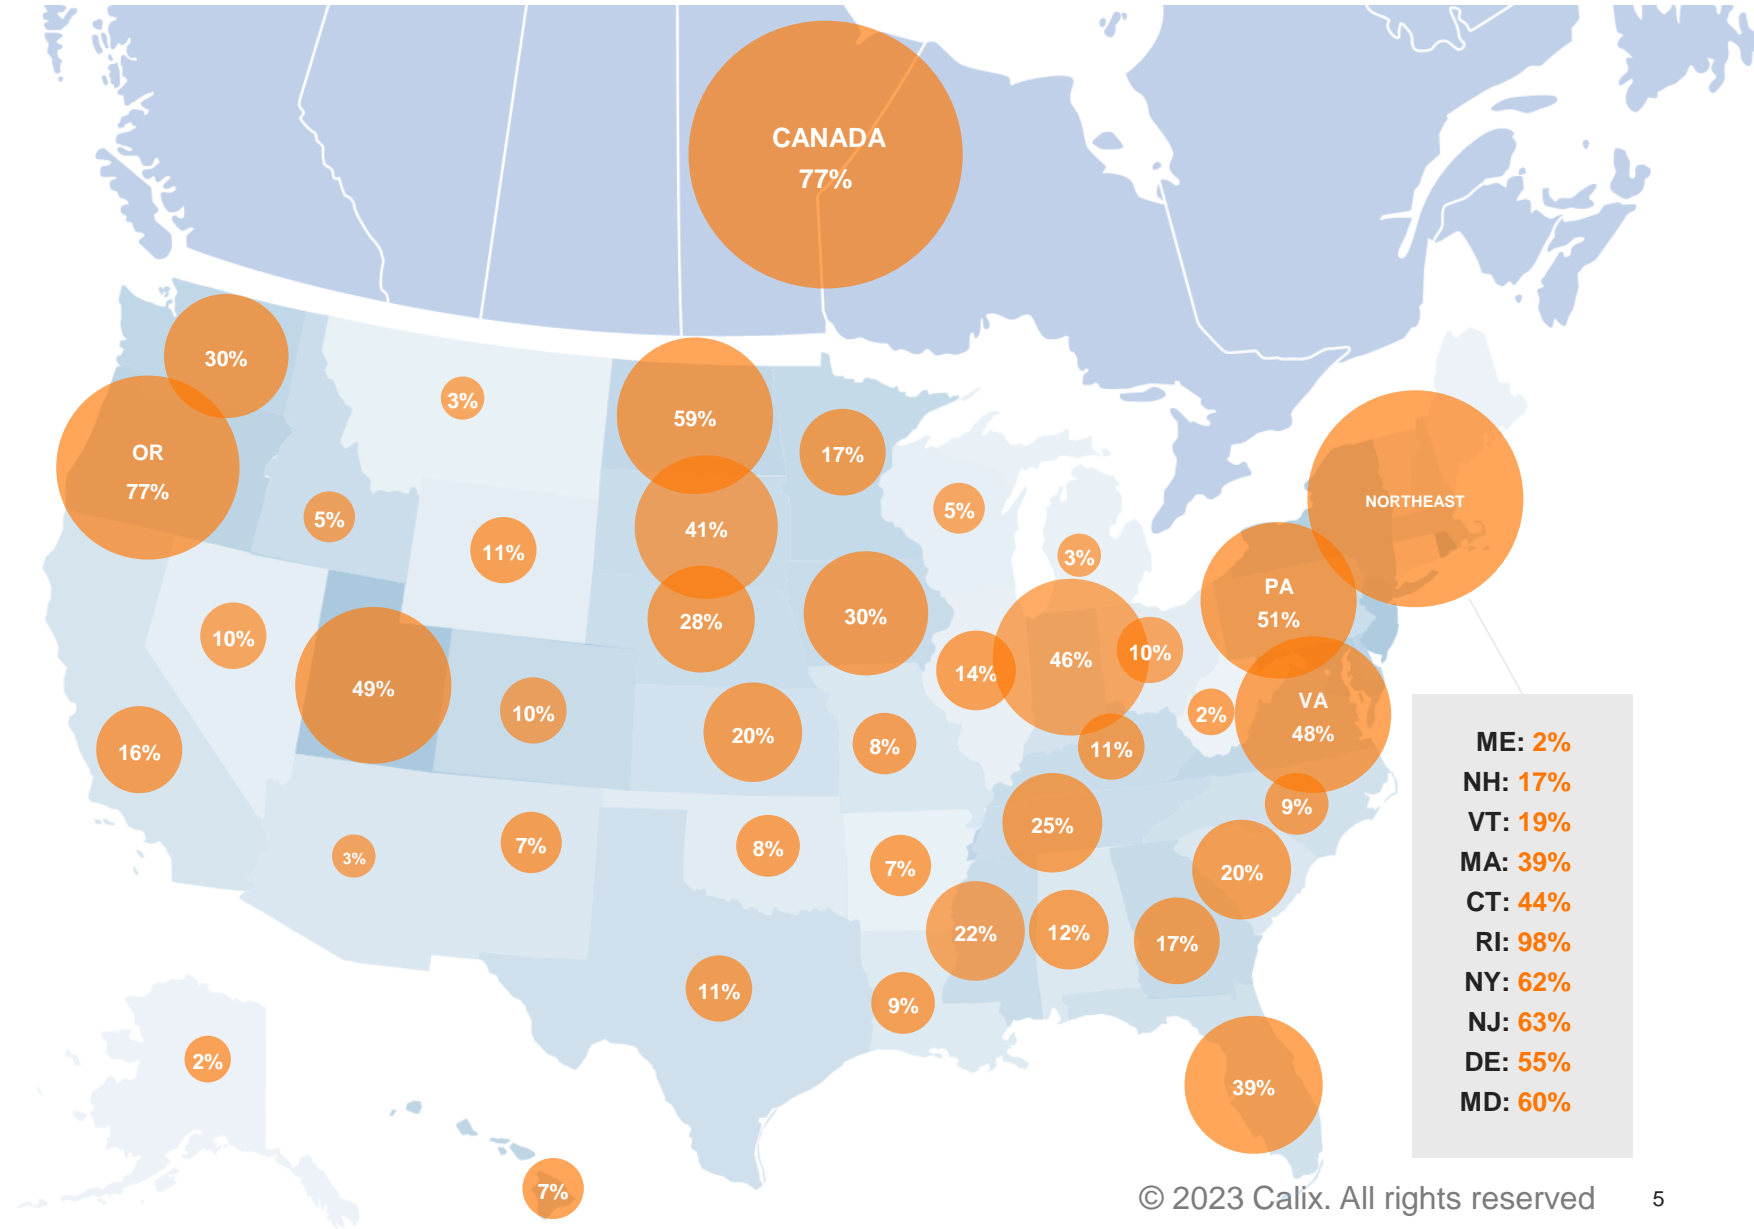 CANADA
77%
30%
OR
77%
3%
59%
17%
5%
41%
5%
11%
3%
NORTHEAST
PA
51%
28%
30%
10%
49%
46%
10%
14%
VA
48%
2%
10%
20%
8%
11%
16%
9%
25%
3%
7%
8%
7%
20%
22%
12%
17%
11%
9%
39%
2%
7%
ME: 2%
NH: 17%
VT: 19%
MA: 39%
CT: 44%
RI: 98%
NY: 62%
NJ: 63%
DE: 55%
MD: 60%
© 2023 Calix. All rights reserved
5